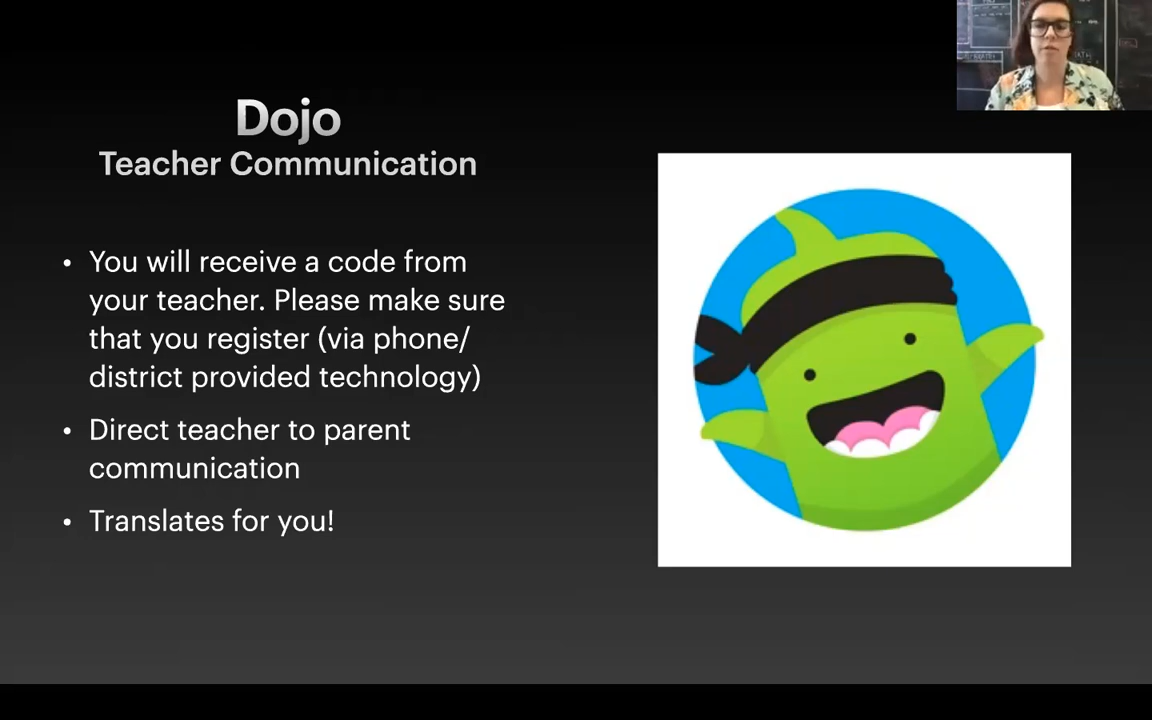 Dojo
Teacher Communication
• You will receive a code from
your teacher. Please make sure
that you register (via phone/
district provided technology)
• Direct teacher to parent
communication
• Translates for you!